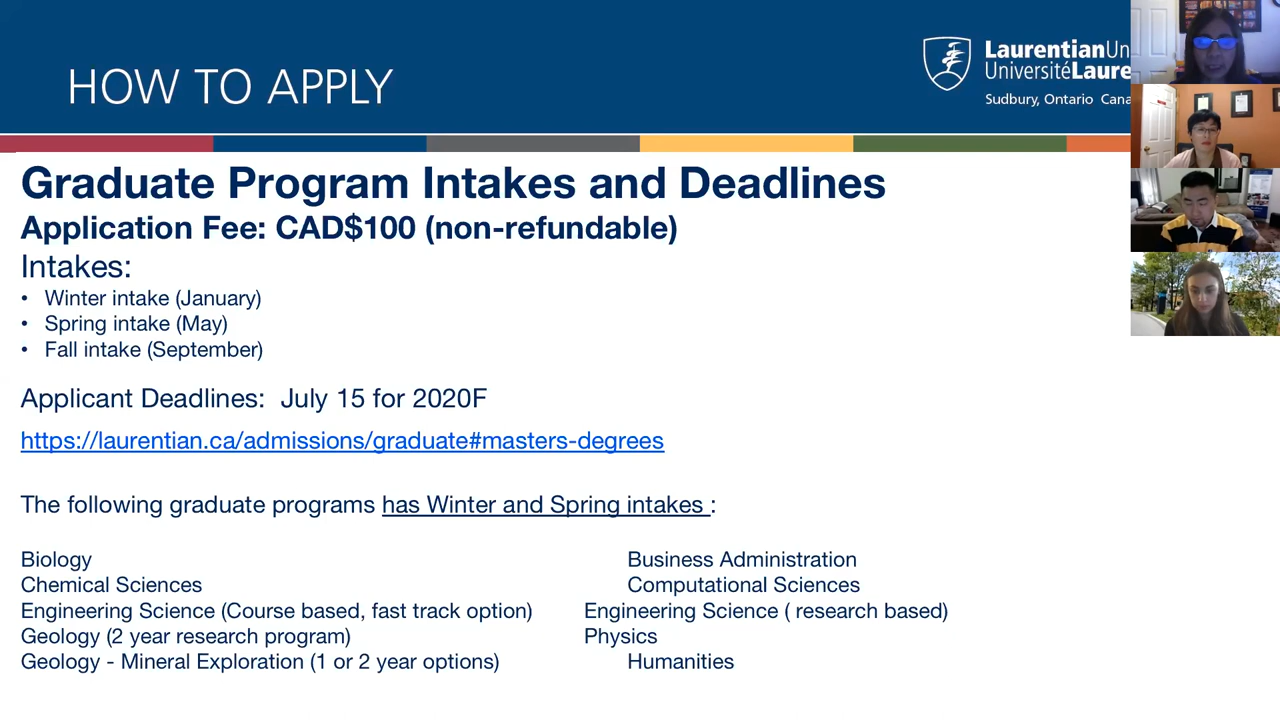 HOW TO APPLY
LaurentianUn
UniversitéLaure
Sudbury, Ontario Cana
Graduate Program Intakes and Deadlines
Application Fee: CAD$100 (non-refundable)
Intakes:
• Winter intake (January)
• Spring intake (May)
• Fall intake (September)
Applicant Deadlines: July 15 for 2020F
https://laurentian.ca/admissions/graduate#masters-degrees
The following graduate programs has Winter and Spring intakes :
Biology Business Administration
Chemical Sciences Computational Sciences
Engineering Science (Course based, fast track option) Engineering Science ( research based)
Geology (2 year research program) Physics
Geology - Mineral Exploration (1 or 2 year options) Humanities